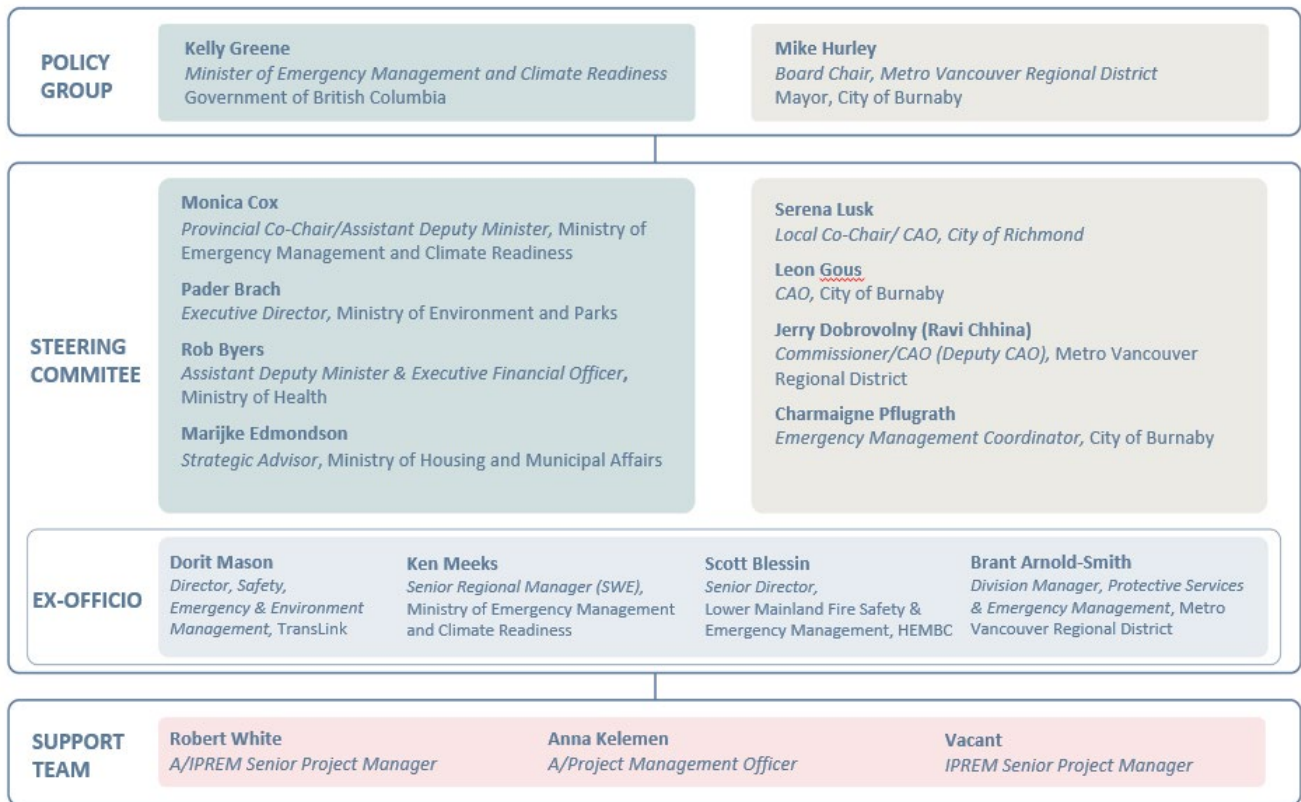 POLICY
GROUP
Kelly Greene
Minister of Emergency Management and Climate Readiness
Government of British Columbia
Mike Hurley
Board Chair, Metro Vancouver Regional District
Mayor, City of Burnaby
STEERING
COMMITEE
Monica Cox
Provincial Co-Chair/Assistant Deputy Minister, Ministry of
Emergency Management and Climate Readiness
Pader Brach
Executive Director, Ministry of Environment and Parks
Rob Byers
Assistant Deputy Minister & Executive Financial Officer,
Ministry of Health
Marijke Edmondson
Strategic Advisor, Ministry of Housing and Municipal Affairs
Serena Lusk
Local Co-Chair/ CAO, City of Richmond
Leon Gous
CAO, City of Burnaby
Jerry Dobrovolny (Ravi Chhina)
Commissioner/CAO (Deputy CAO), Metro Vancouver
Regional District
Charmaigne Pflugrath
Emergency Management Coordinator, City of Burnaby
EX-OFFICIO
Dorit Mason
Director, Safety,
Emergency & Environment
Management, TransLink
Ken Meeks
Senior Regional Manager (SWE),
Ministry of Emergency Management
and Climate Readiness
Scott Blessin
Senior Director,
Lower Mainland Fire Safety &
Emergency Management, HEMBC
Brant Arnold-Smith
Division Manager, Protective Services
& Emergency Management, Metro
Vancouver Regional District
SUPPORT
TEAM
Robert White
A/IPREM Senior Project Manager
Anna Kelemen
A/Project Management Officer
Vacant
IPREM Senior Project Manager